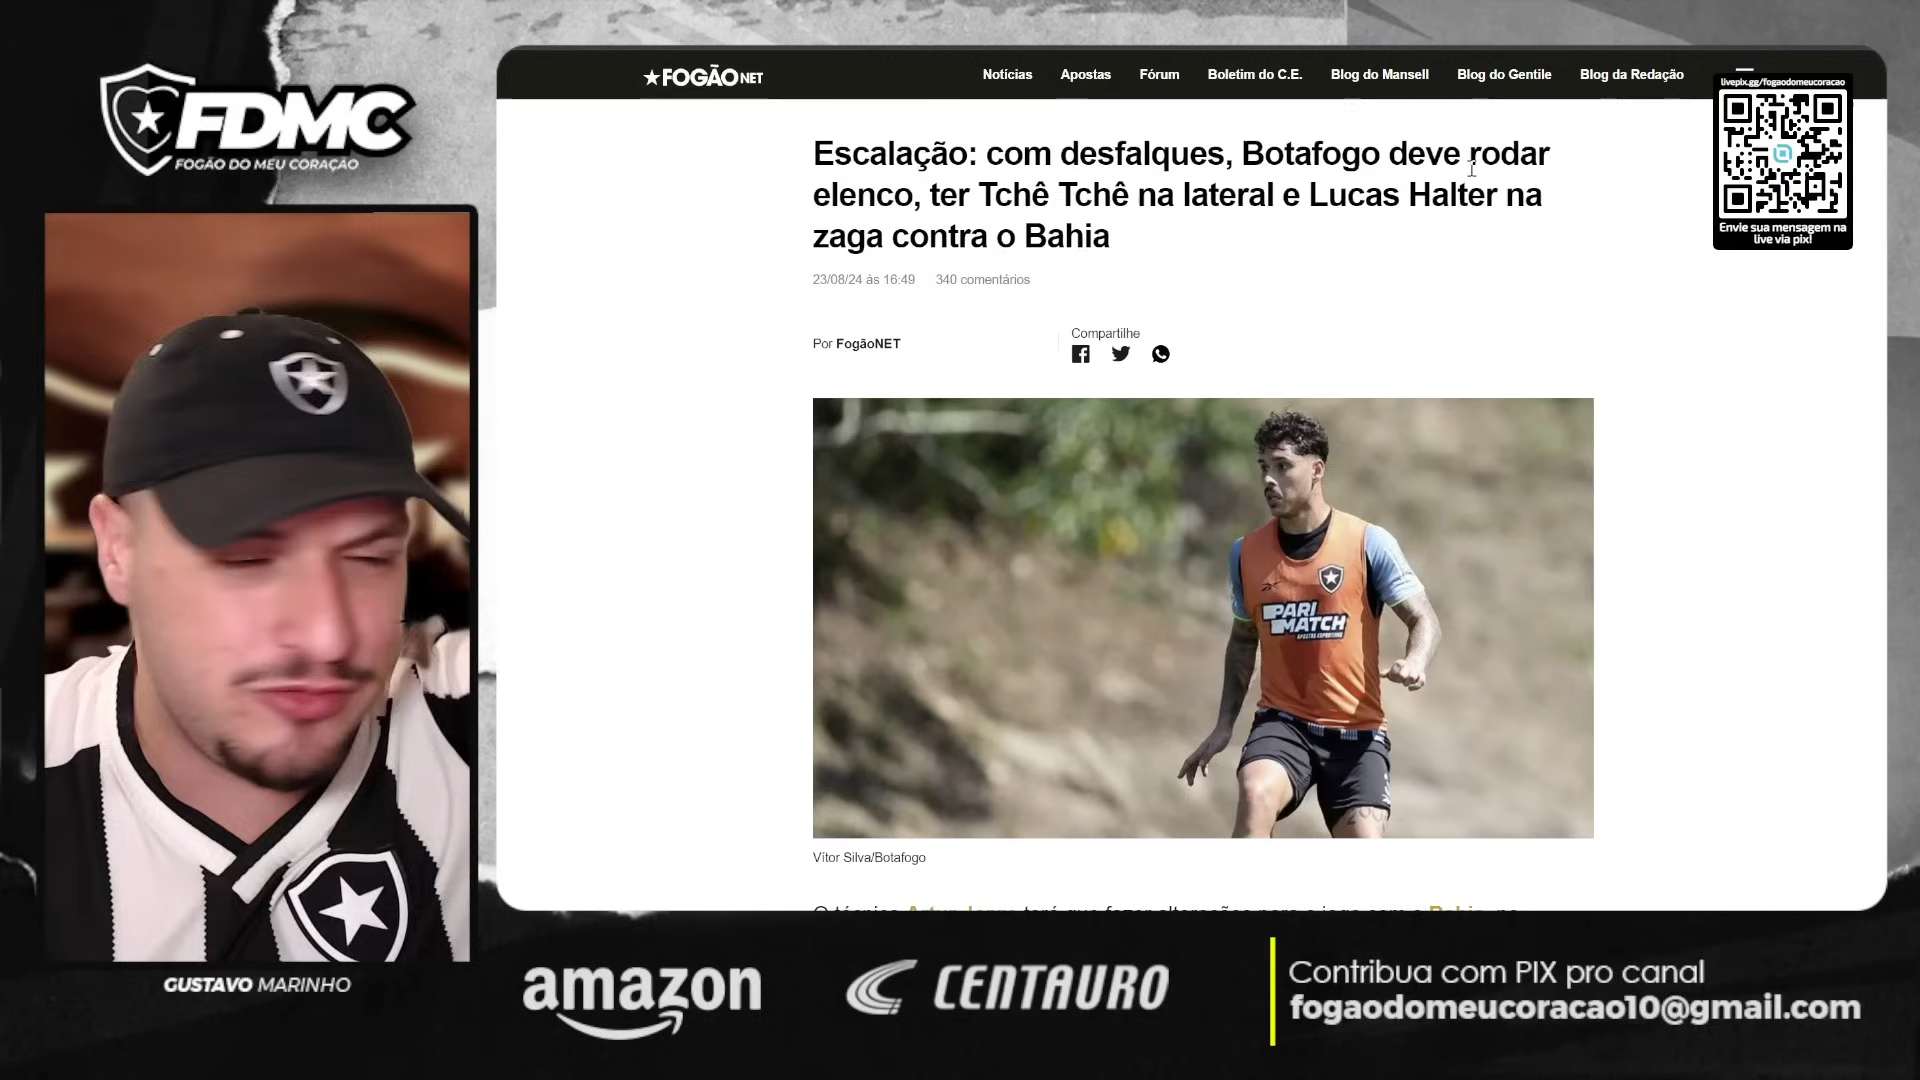 FDMC
FOGÃO DO MEU CORAÇÃO
FOGÃONET
Notícias Apostas Fórum Boletim do C.E. Blog do Mansell Blog do Gentile Blog da Redação
livepix.gg/fogaodomeucoracao
Envie sua mensagem na
live via pix!
Escalação: com desfalques, Botafogo deve rodar
elenco, ter Tchê Tchê na lateral e Lucas Halter na
zaga contra o Bahia
23/08/24 às 16:49 340 comentários
Por FogãoNET
Compartilhe
PARI
MATCH
APOSTAS ESPORTIVAS
Vítor Silva/Botafogo
GUSTAVO MARINHO
amazon
CENTAURO
Contribua com PIX pro canal
fogaodomeucoracao10@gmail.com